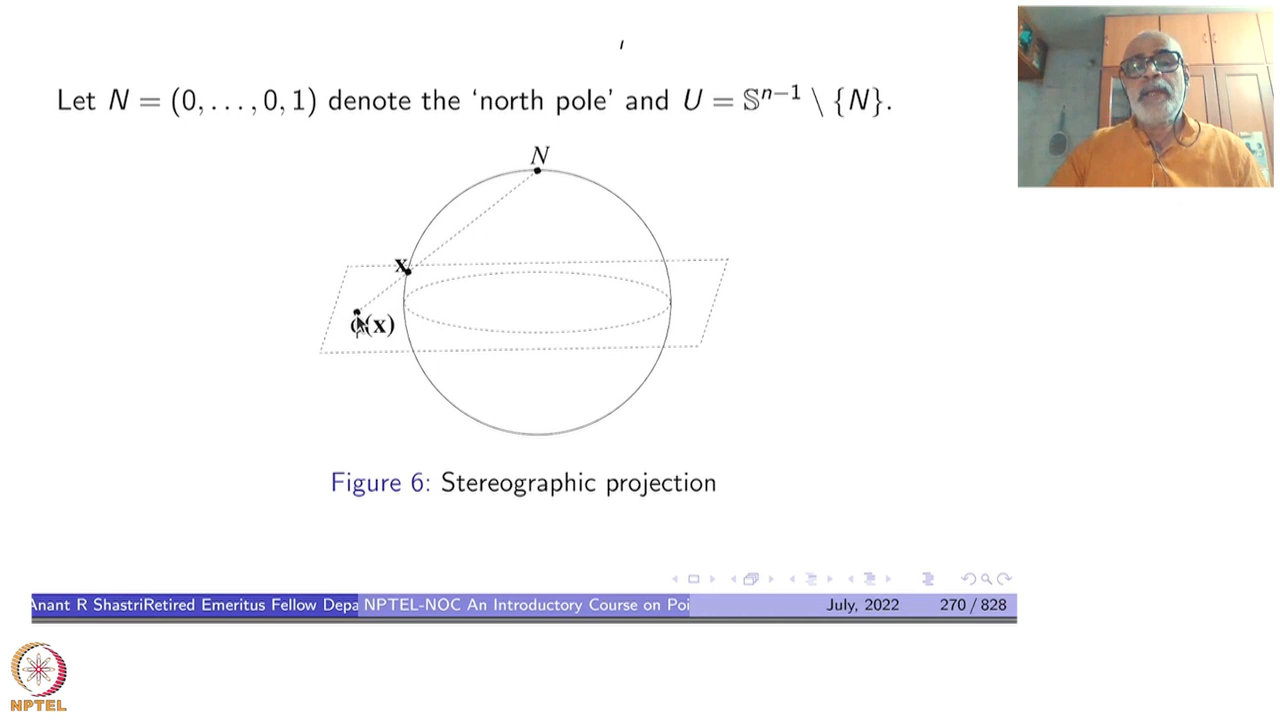 Let N = (0, . . . , 0, 1) denote the ‘north pole’ and U = 𝕊ⁿ⁻¹ \ {N}.
N
x
(x)
Figure 6: Stereographic projection
Anant R ShastriRetired Emeritus Fellow Depa NPTEL-NOC An Introductory Course on Poi July, 2022 270 / 828
NPTEL